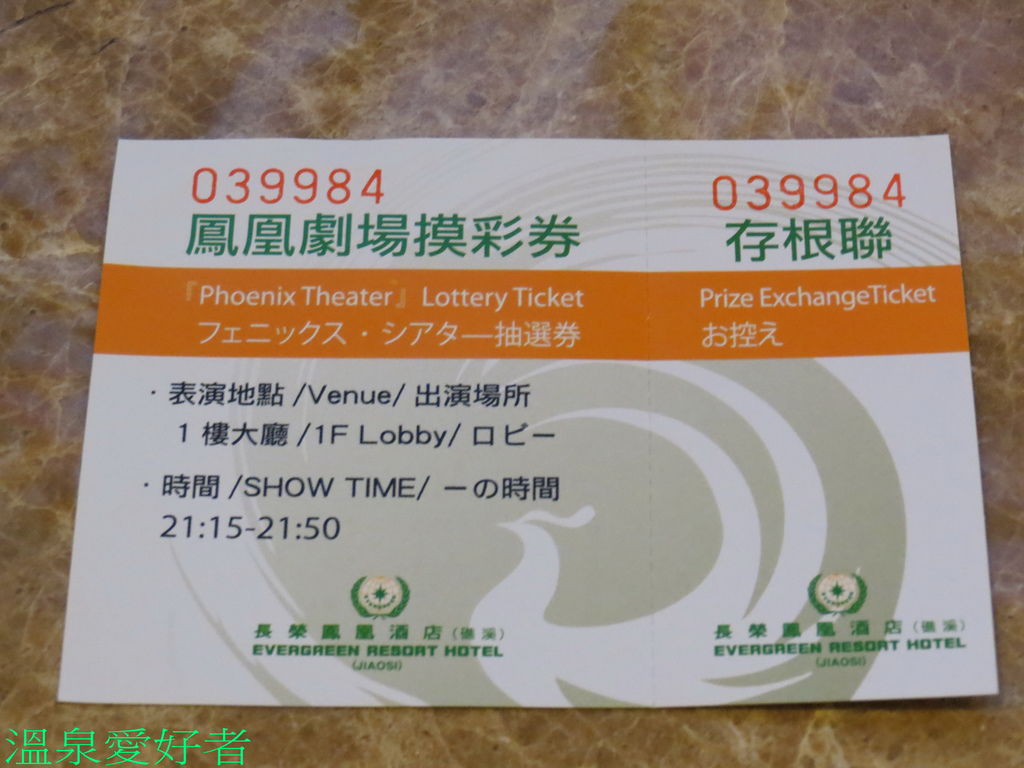 039984
鳳凰劇場摸彩券
『Phoenix Theater』 Lottery Ticket
フェニックス・シアター抽選券
・表演地點 /Venue/ 出演場所
1 樓大廳 /1F Lobby/ ロビー
・時間 /SHOW TIME/ ーの時間
21:15-21:50
長榮鳳凰酒店(礁溪)
EVERGREEN RESORT HOTEL
(JIAOSI)
039984
存根聯
Prize ExchangeTicket
お控え
長榮鳳凰酒店(礁溪)
EVERGREEN RESORT HOTEL
(JIAOSI)
溫泉愛好者